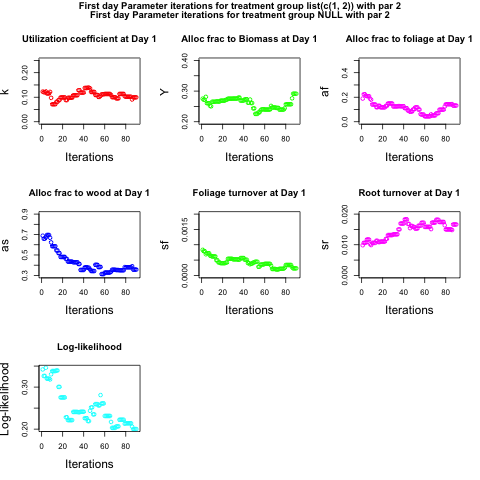 First day Parameter iterations for treatment group list(c(1, 2)) with par 2
First day Parameter iterations for treatment group NULL with par 2
Utilization coefficient at Day 1
k
0.00 0.10 0.20
0 20 40 60 80
Iterations
Alloc frac to Biomass at Day 1
Y
0.20 0.30 0.40
0 20 40 60 80
Iterations
Alloc frac to foliage at Day 1
af
0.0 0.2 0.4
0 20 40 60 80
Iterations
Alloc frac to wood at Day 1
as
0.3 0.5 0.7 0.9
0 20 40 60 80
Iterations
Foliage turnover at Day 1
sf
0.0000 0.0015
0 20 40 60 80
Iterations
Root turnover at Day 1
sr
0.000 0.010 0.020
0 20 40 60 80
Iterations
Log-likelihood
Log-likelihood
0.20 0.30
0 20 40 60 80
Iterations